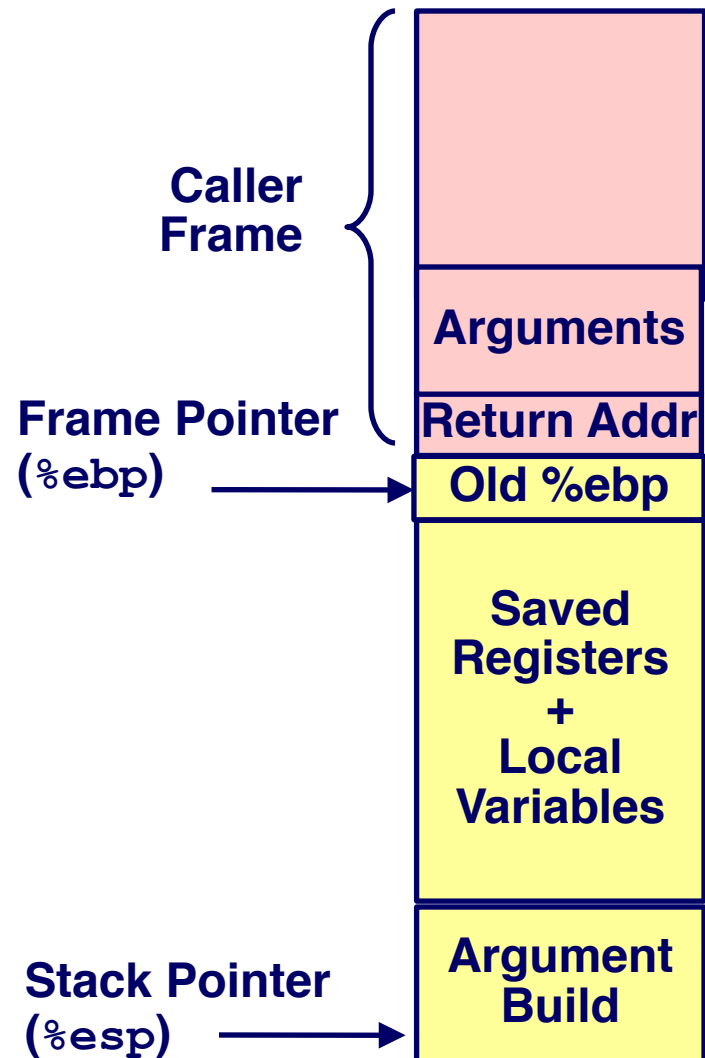 Caller
Frame
Arguments
Frame Pointer
(%ebp)
Return Addr
Old %ebp
Saved
Registers
+
Local
Variables
Argument
Build
Stack Pointer
(%esp)